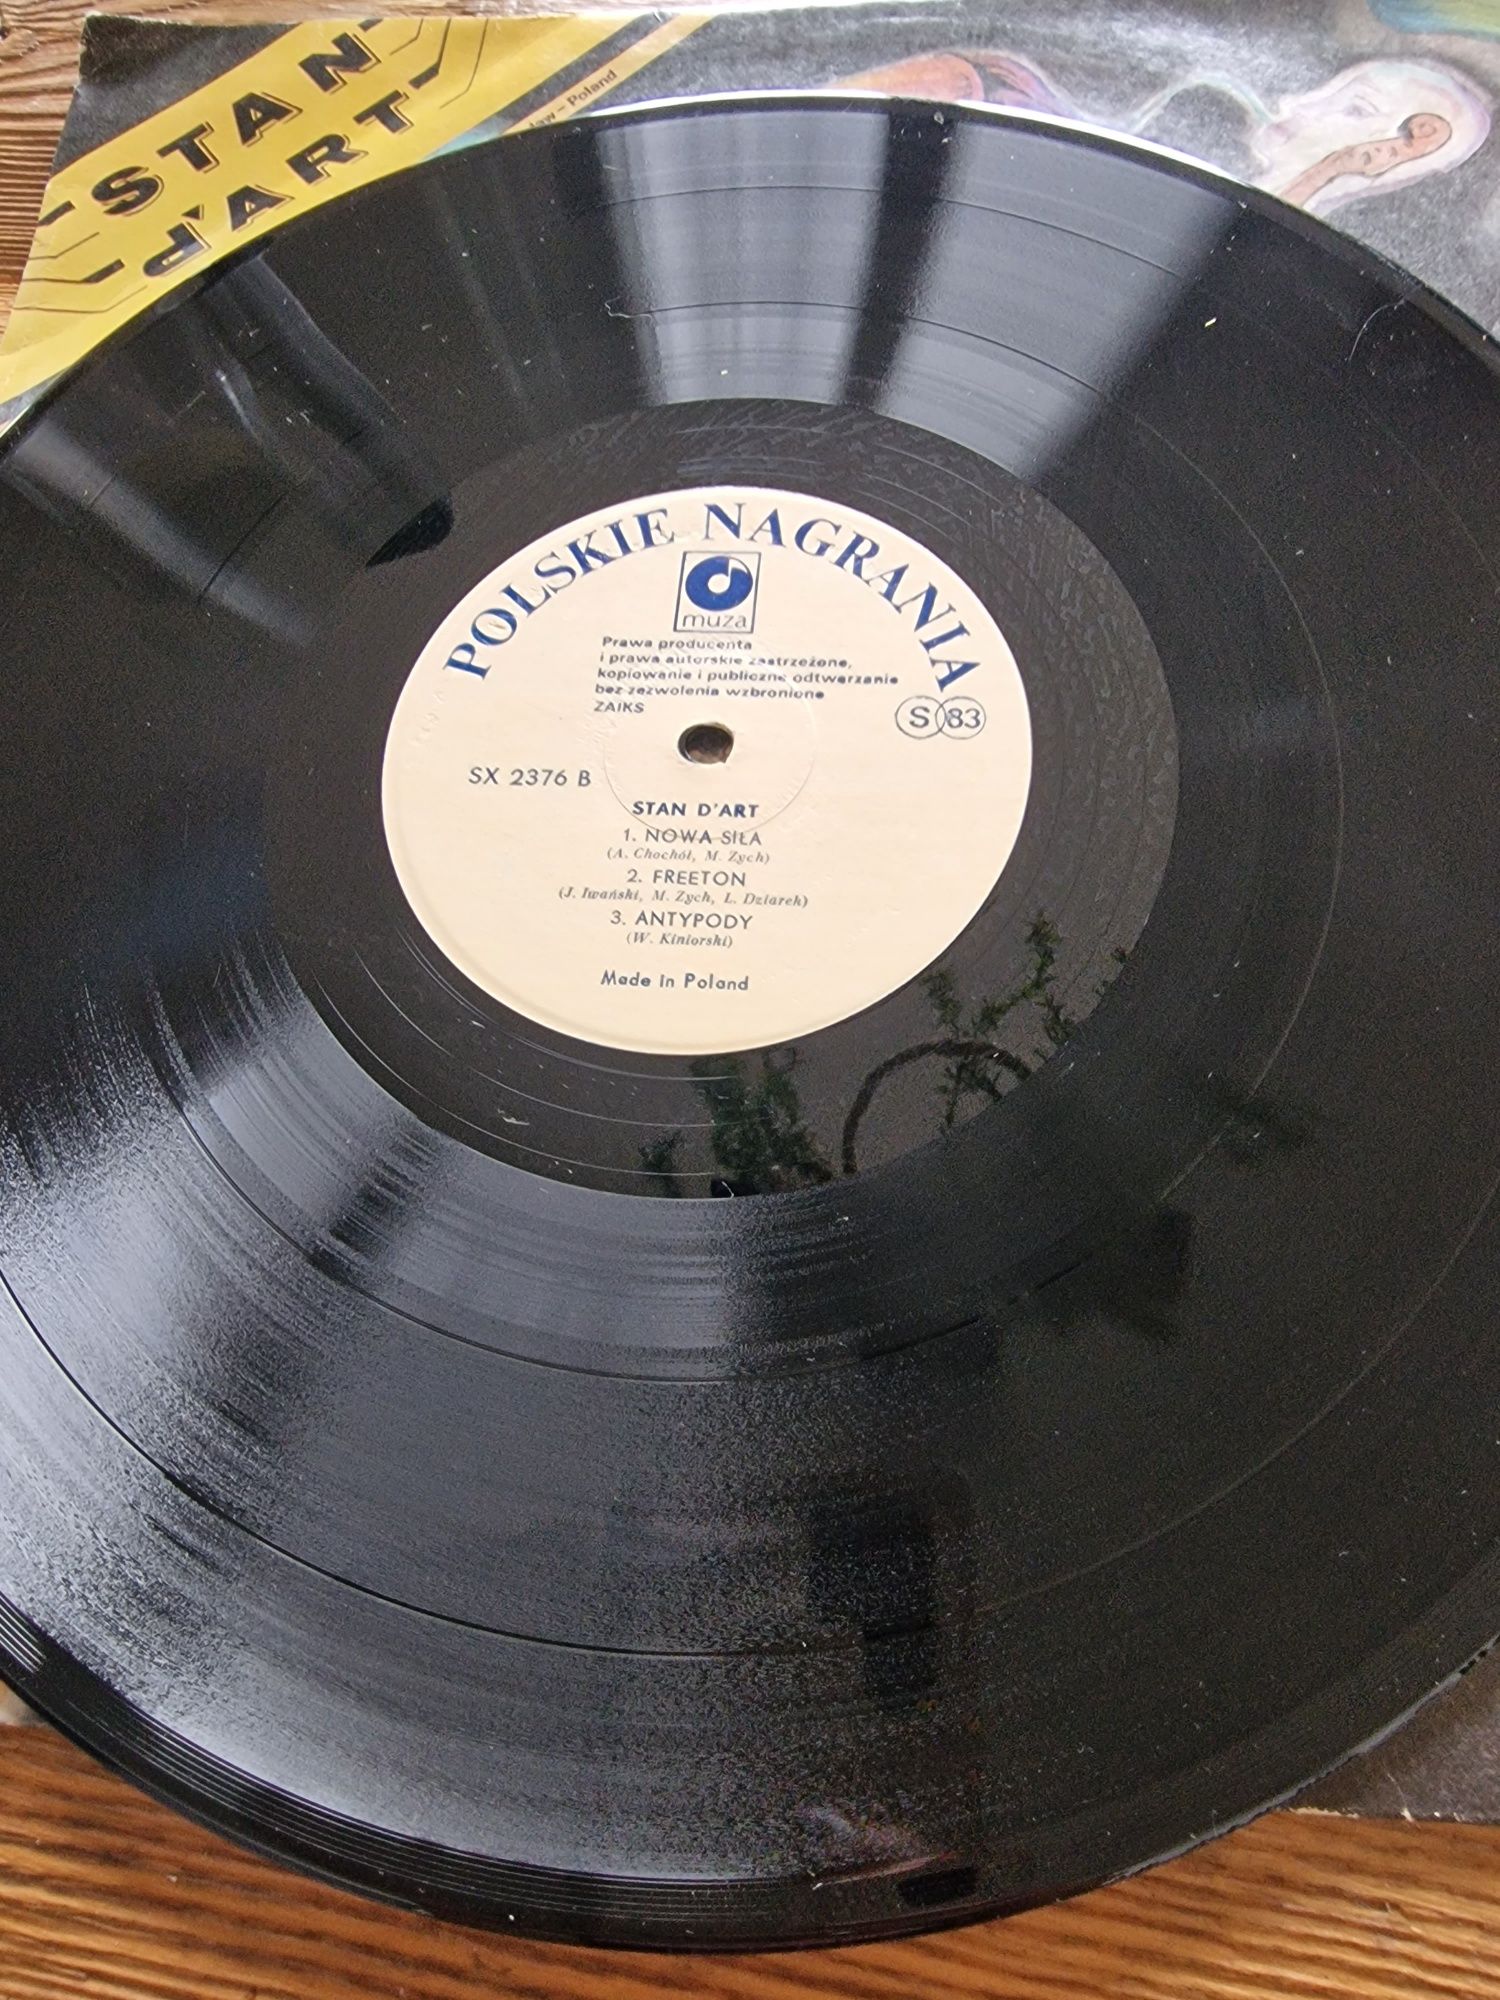 STAN
d'ART
Poland
POLSKIE NAGRANIA
muza
Prawa producenta
i prawa autorskie zastrzeżone,
kopiowanie i publiczne odtwarzanie
bez zezwolenia wzbronione
ZAIKS
S 83
SX 2376 B
STAN D'ART
1. NOWA SIŁA
(A. Chochół, M. Zych)
2. FREETON
(J. Iwański, M. Zych, L. Dziarek)
3. ANTYPODY
(W. Kiniorski)
Made in Poland